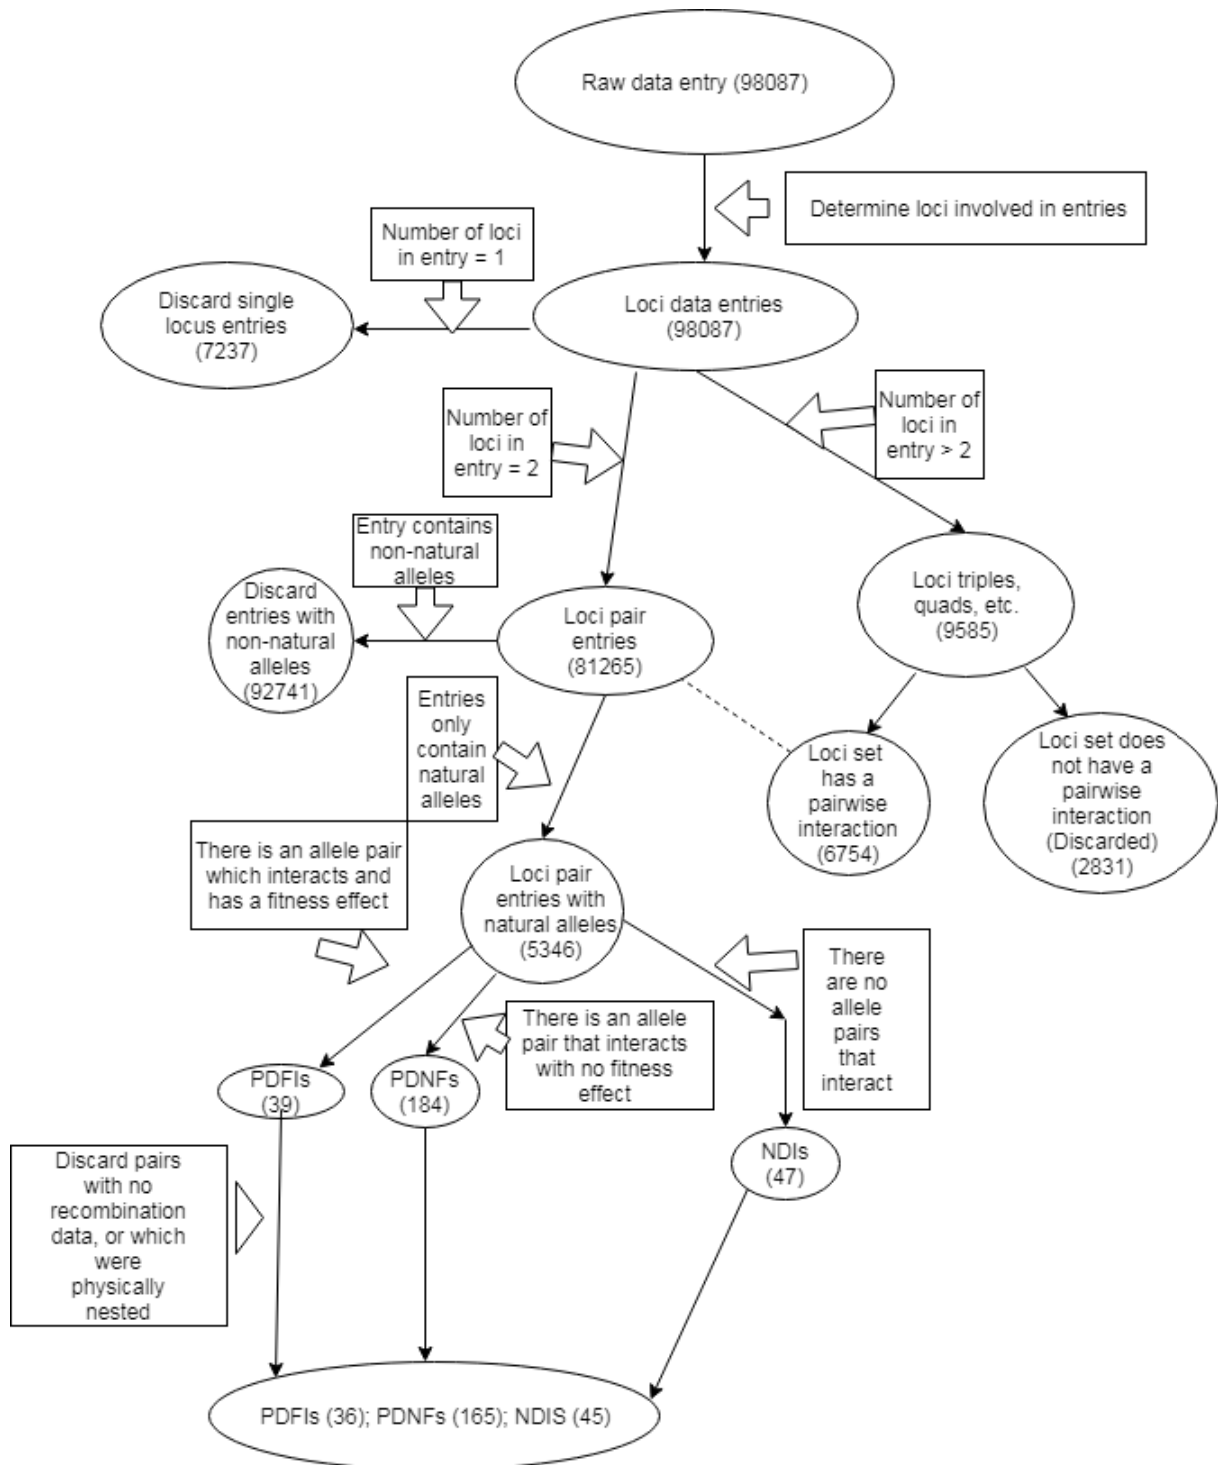 Raw data entry (98087)
Determine loci involved in entries
Number of loci
in entry = 1
Discard single
locus entries
(7237)
Loci data entries
(98087)
Number of
loci in
entry = 2
Number of
loci in
entry > 2
Entry contains
non-natural
alleles
Discard
entries with
non-natural
alleles
(92741)
Loci pair
entries
(81265)
Loci triples,
quads, etc.
(9585)
Entries
only
contain
natural
alleles
Loci set
has a
pairwise
interaction
(6754)
Loci set does
not have a
pairwise
interaction
(Discarded)
(2831)
There is an allele pair
which interacts and
has a fitness effect
Loci pair
entries with
natural alleles
(5346)
There
are no
allele
pairs
that
interact
There is an allele
pair that interacts
with no fitness
effect
PDFIs
(39)
PDNFs
(184)
NDIs
(47)
Discard pairs
with no
recombination
data, or which
were
physically
nested
PDFIs (36); PDNFs (165); NDIS (45)